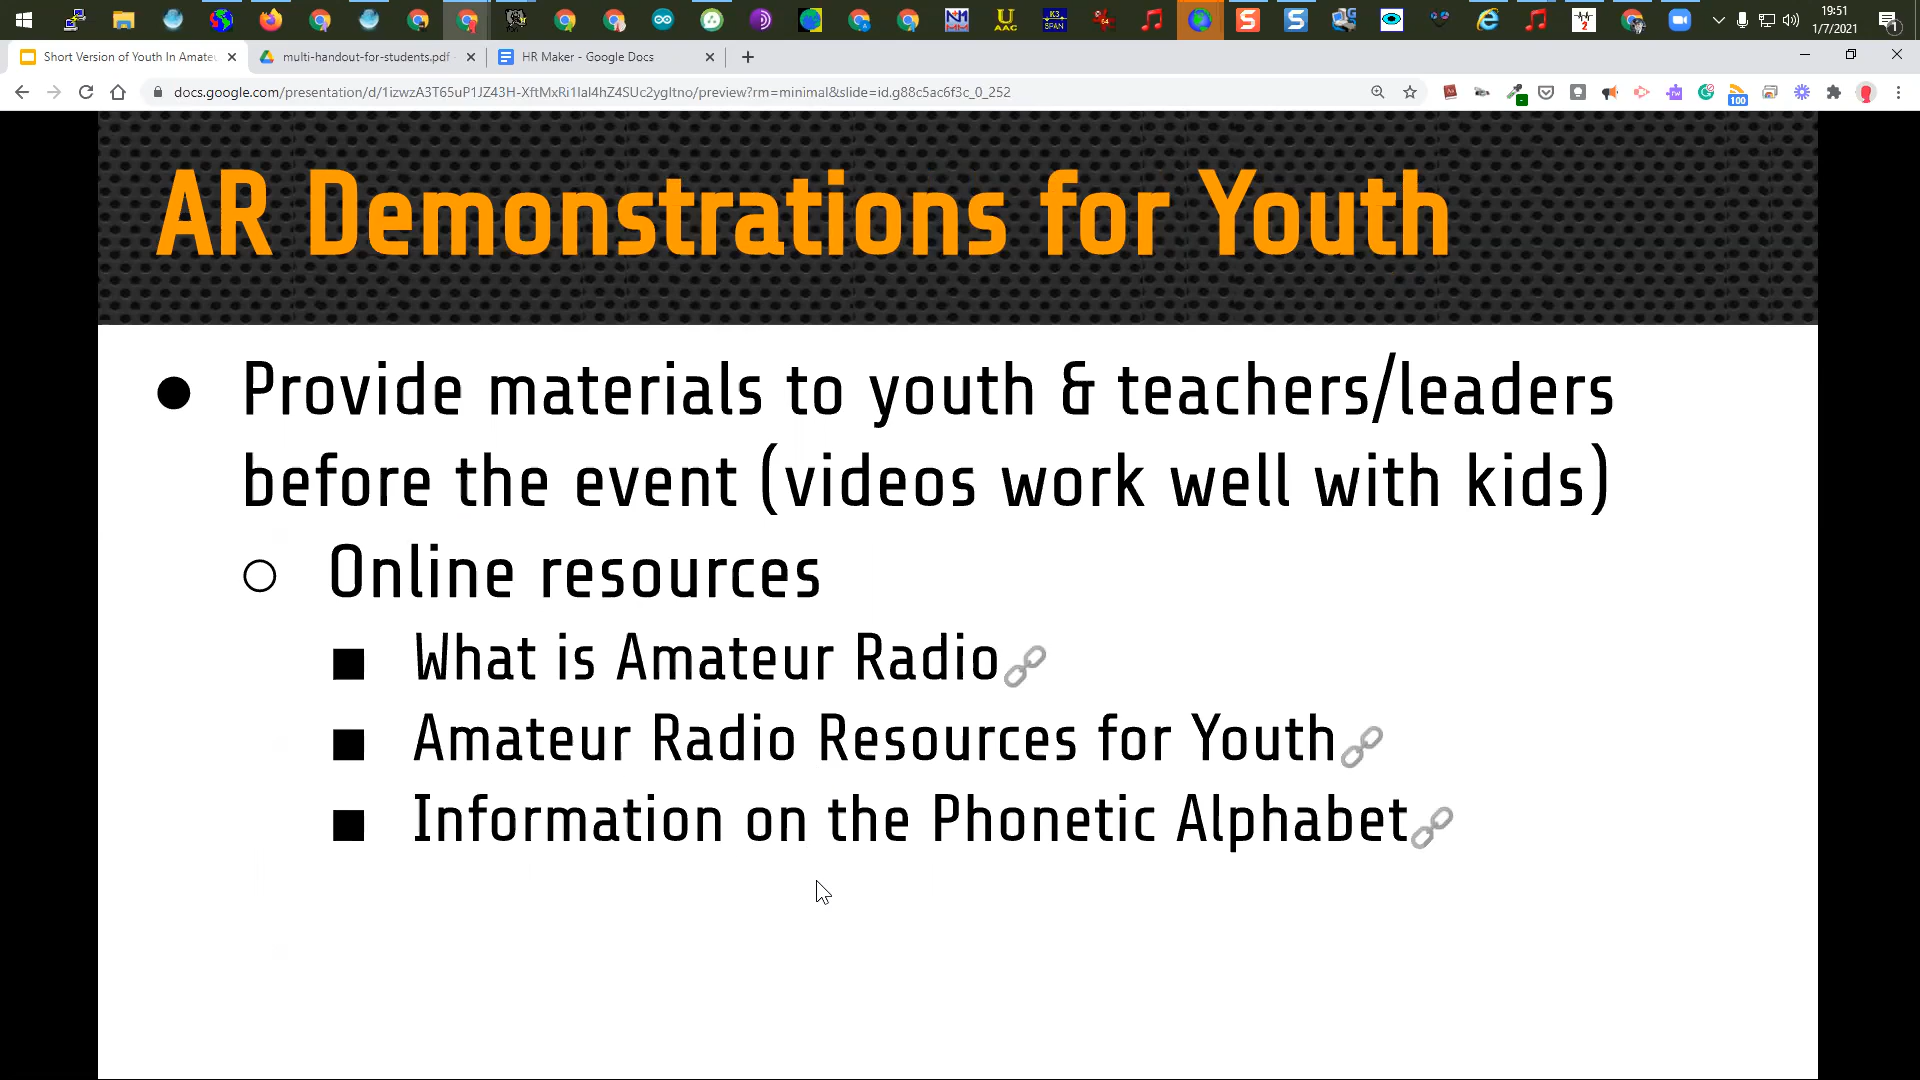 19:51
1/7/2021
Short Version of Youth In Amateu
multi-handout-for-students.pdf
HR Maker - Google Docs
docs.google.com/presentation/d/1izwzA3T65uP1JZ43H-XftMxRi1Ial4hZ4SUc2ygItno/preview?rm=minimal&slide=id.g88c5ac6f3c_0_252
100
AR Demonstrations for Youth
● Provide materials to youth & teachers/leaders
before the event (videos work well with kids)
○ Online resources
■ What is Amateur Radio
■ Amateur Radio Resources for Youth
■ Information on the Phonetic Alphabet